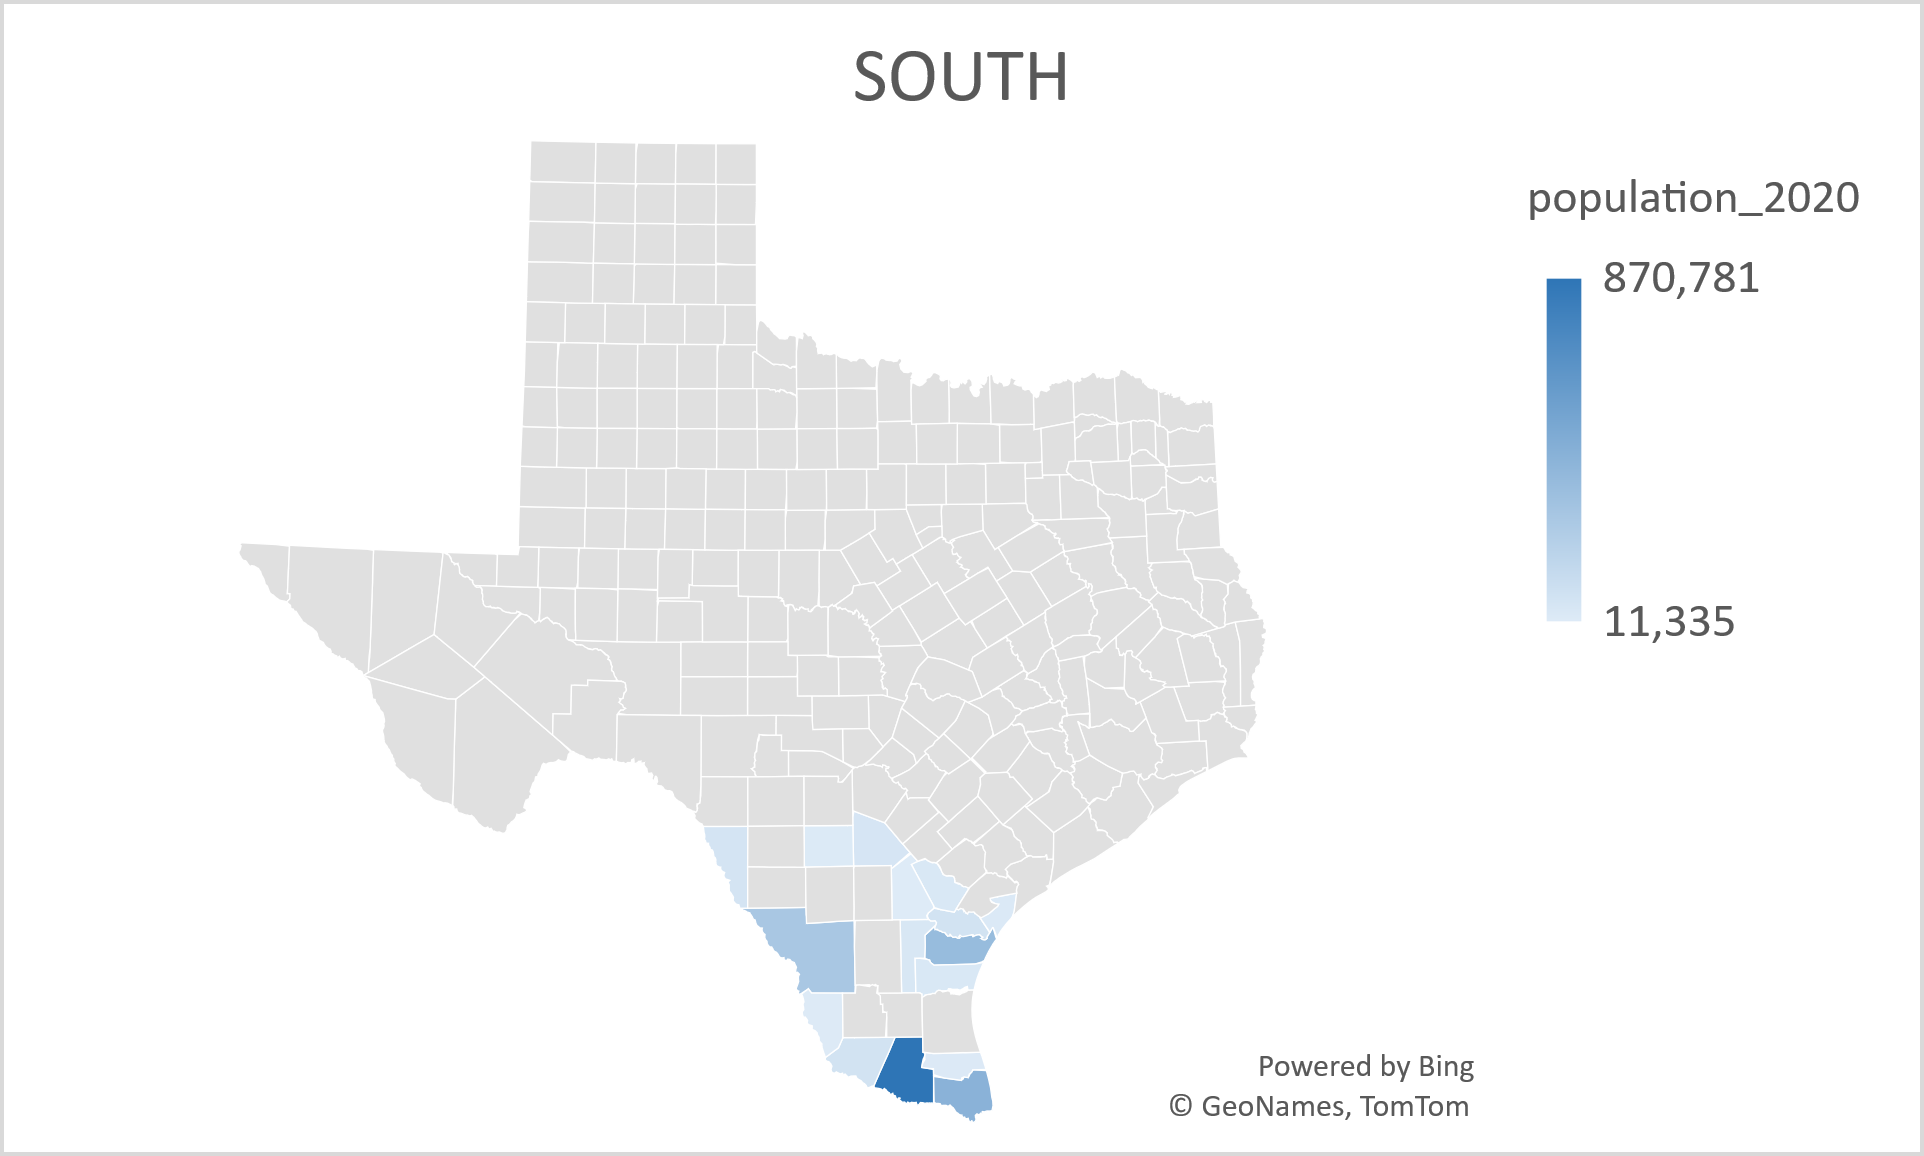 SOUTH
population_2020
870,781
11,335
Powered by Bing
© GeoNames, TomTom